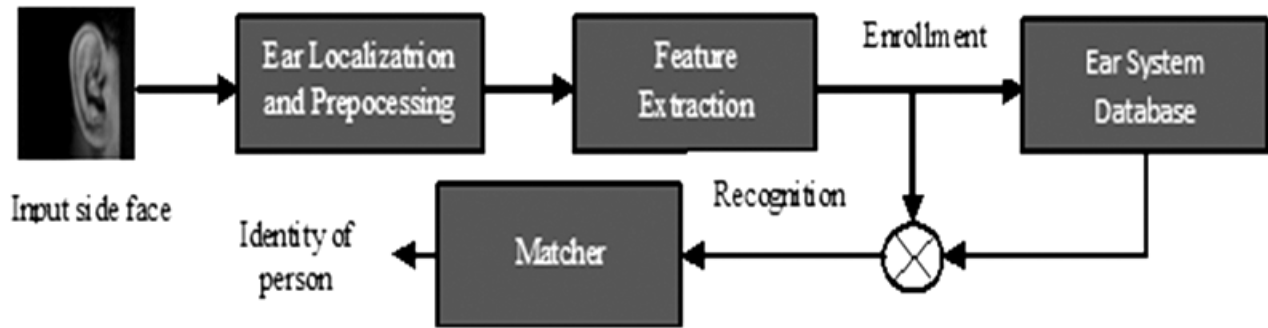 Ear Localizatrion
and Prepocessing
Feature
Extraction
Enrollment
Ear System
Database
Input side face
Identity of
person
Matcher
Recognition